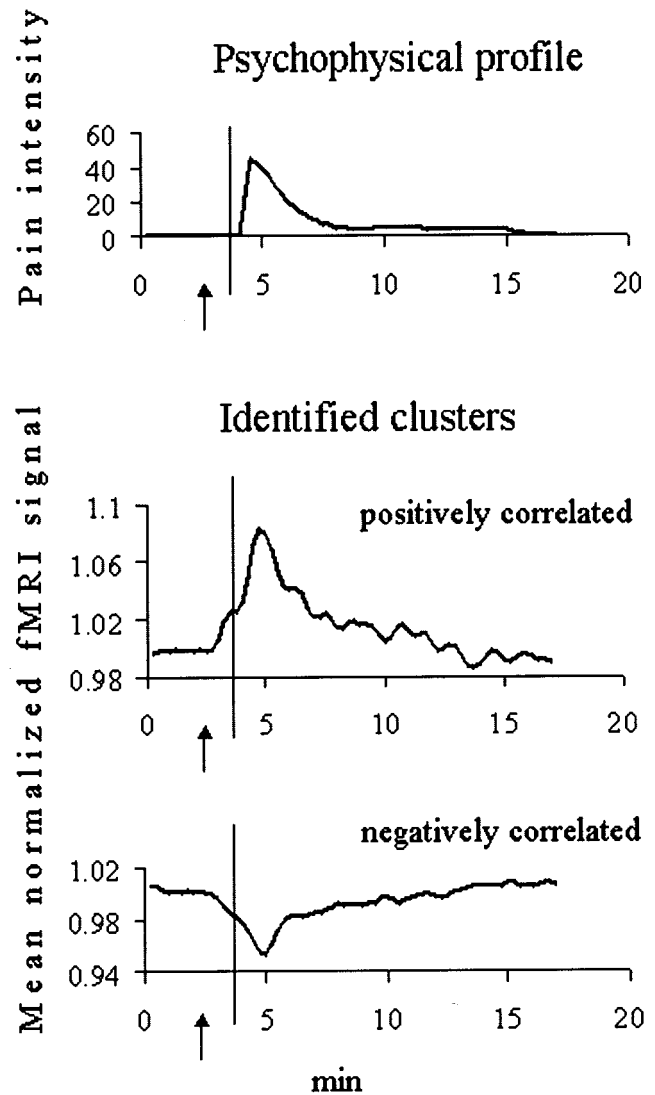 Psychophysical profile
Pain intensity
60
40
20
0
0 5 10 15 20
Identified clusters
Mean normalized fMRI signal
positively correlated
1.1
1.06
1.02
0.98
0 5 10 15 20
negatively correlated
1.02
0.98
0.94
0 5 10 15 20
min